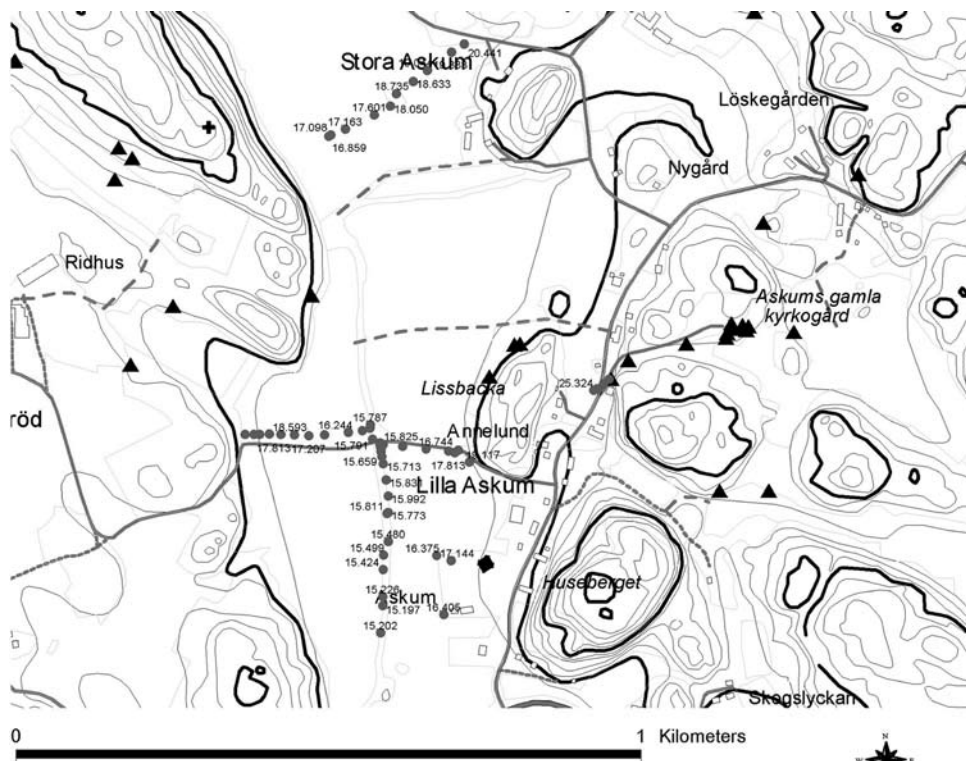 20.441
Stora Askum
18.633
18.735
Löskegården
17.601
18.050
17.163
17.098
16.859
Nygård
Ridhus
Askums gamla
kyrkogård
25.324
Lissbacka
röd
15.787
18.593
16.244
15.825
Annelund
17.813
17.207
15.791
16.744
18.117
15.659
15.713
17.813
Lilla Askum
15.992
15.811
15.773
15.480
15.499
16.375
17.144
15.424
Huseberget
Askum
15.197
16.405
15.202
Skogslyckan
0
1 Kilometers
N